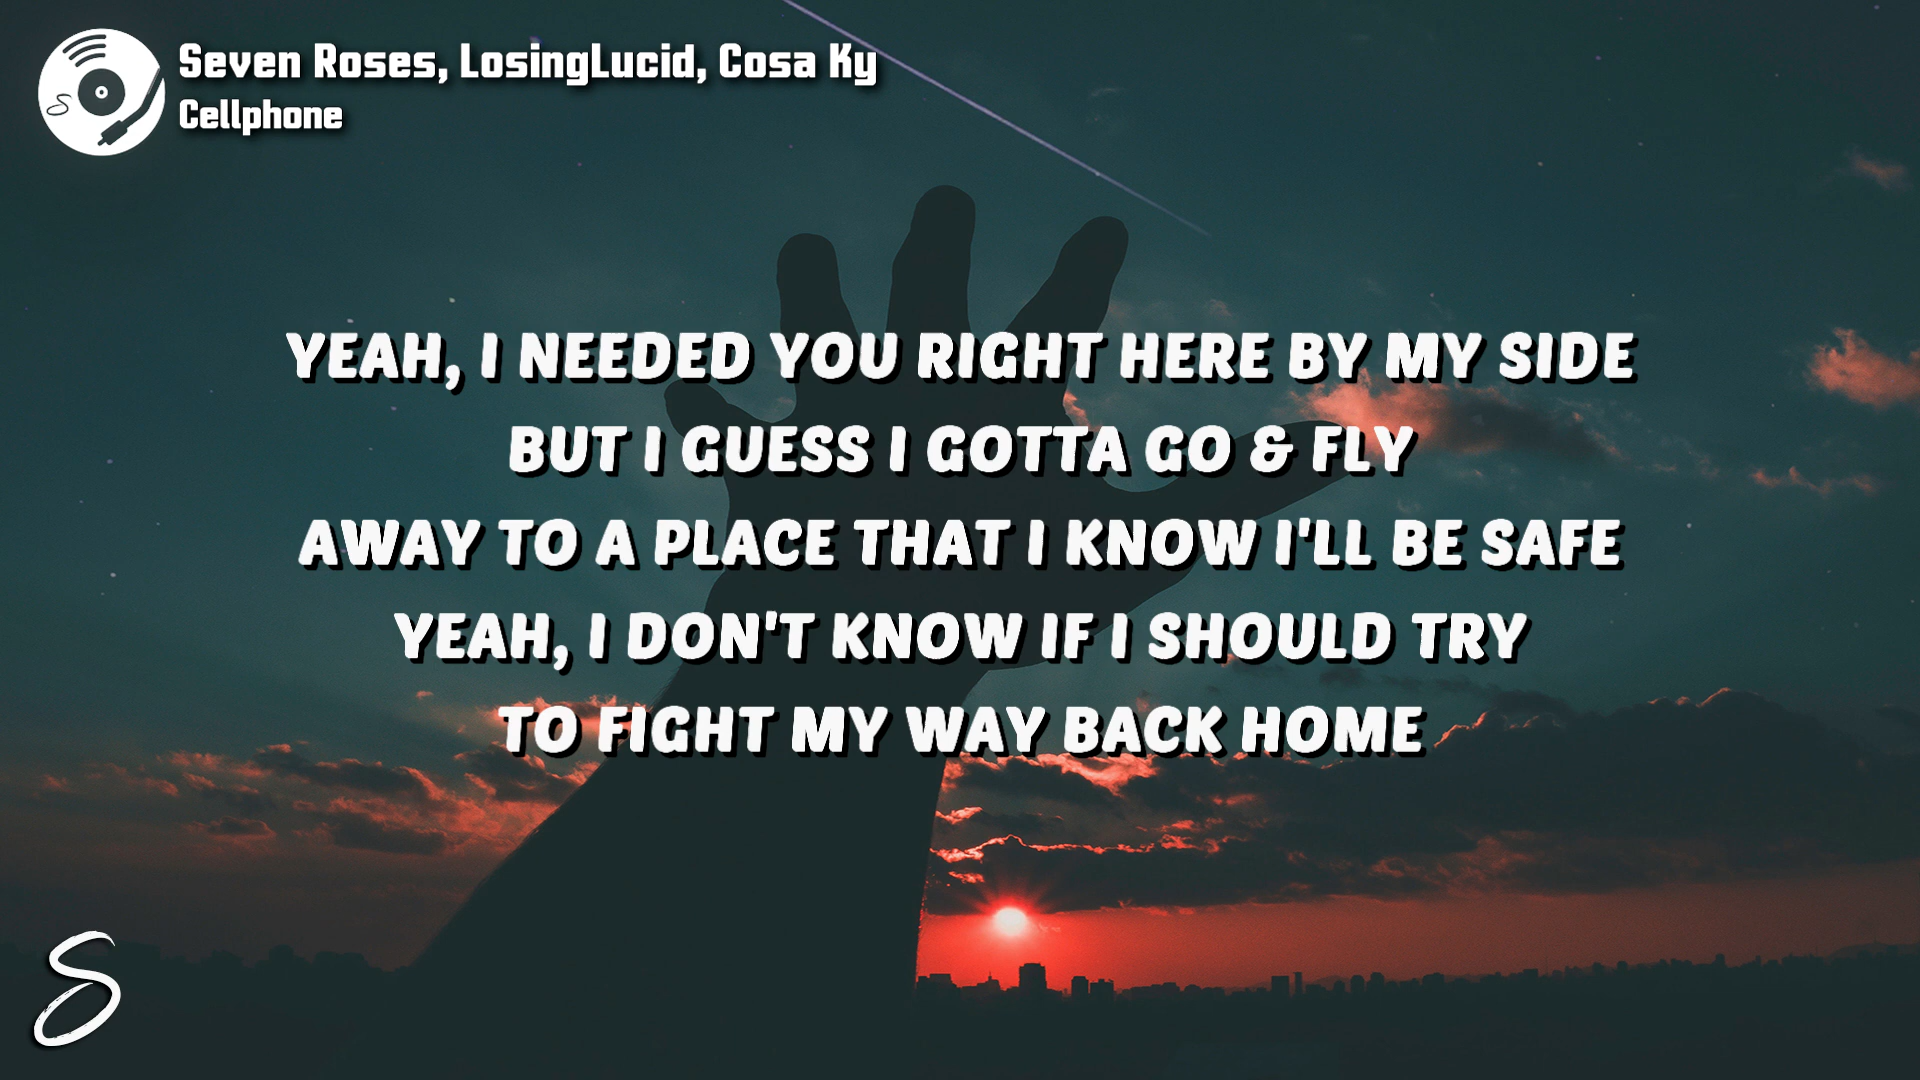 Seven Roses, LosingLucid, Cosa Ky
Cellphone
YEAH, I NEEDED YOU RIGHT HERE BY MY SIDE
BUT I GUESS I GOTTA GO & FLY
AWAY TO A PLACE THAT I KNOW I'LL BE SAFE
YEAH, I DON'T KNOW IF I SHOULD TRY
TO FIGHT MY WAY BACK HOME
S